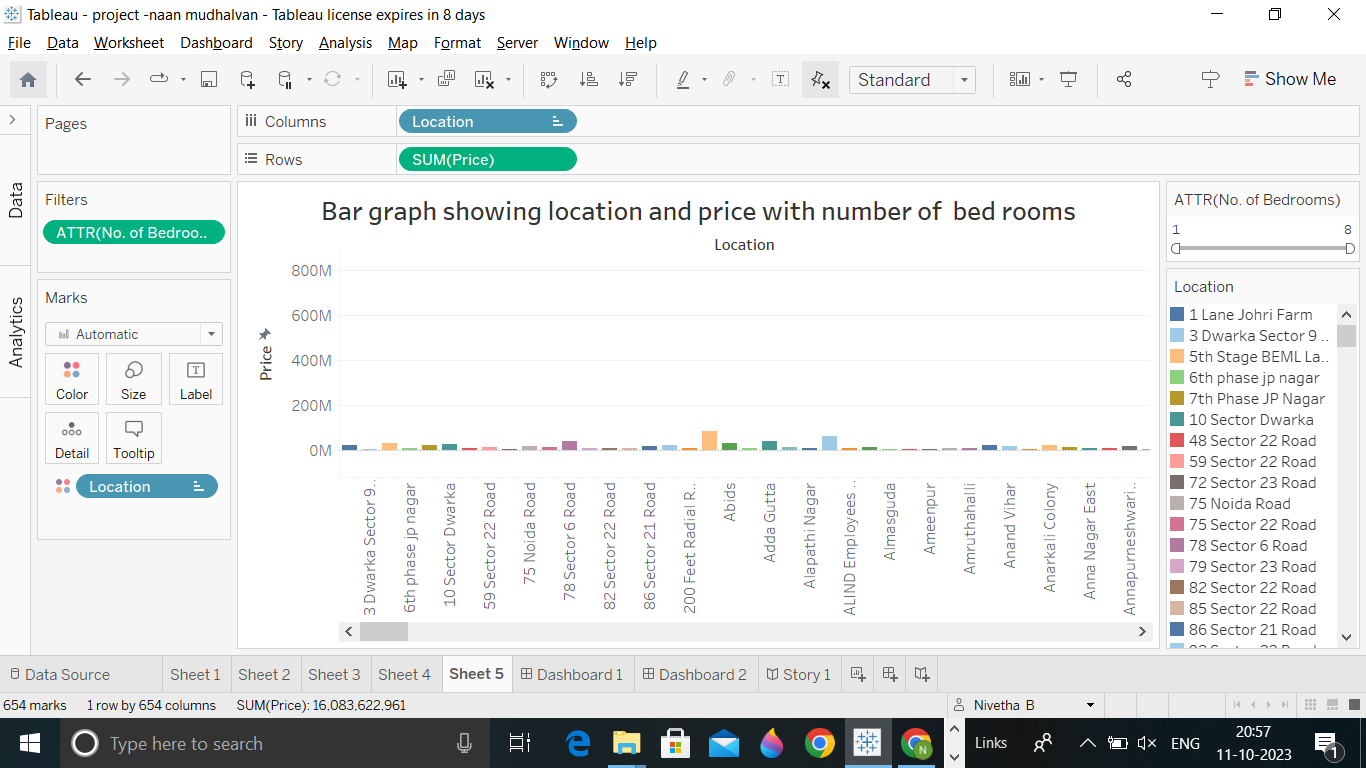 Tableau - project -naan mudhalvan - Tableau license expires in 8 days
File Data Worksheet Dashboard Story Analysis Map Format Server Window Help
Standard
Show Me
Pages
Columns
Location
Rows
SUM(Price)
Data
Analytics
Filters
ATTR(No. of Bedroo..
Marks
Automatic
Color Size Label
Detail Tooltip
Location
Bar graph showing location and price with number of bed rooms
Location
Price
800M
600M
400M
200M
0M
3 Dwarka Sector 9..
6th phase jp nagar
10 Sector Dwarka
59 Sector 22 Road
75 Noida Road
78 Sector 6 Road
82 Sector 22 Road
86 Sector 21 Road
200 Feet Radial R..
Abids
Adda Gutta
Alapathi Nagar
ALIND Employees ..
Almasguda
Ameenpur
Amruthahalli
Anand Vihar
Anarkali Colony
Anna Nagar East
Annapurneshwari..
ATTR(No. of Bedrooms)
1 8
Location
1 Lane Johri Farm
3 Dwarka Sector 9 ..
5th Stage BEML La..
6th phase jp nagar
7th Phase JP Nagar
10 Sector Dwarka
48 Sector 22 Road
59 Sector 22 Road
72 Sector 23 Road
75 Noida Road
75 Sector 22 Road
78 Sector 6 Road
79 Sector 23 Road
82 Sector 22 Road
85 Sector 22 Road
86 Sector 21 Road
Data Source Sheet 1 Sheet 2 Sheet 3 Sheet 4 Sheet 5 Dashboard 1 Dashboard 2 Story 1
654 marks 1 row by 654 columns SUM(Price): 16,083,622,961 Nivetha B
Type here to search
Links
ENG
20:57
11-10-2023
1
N